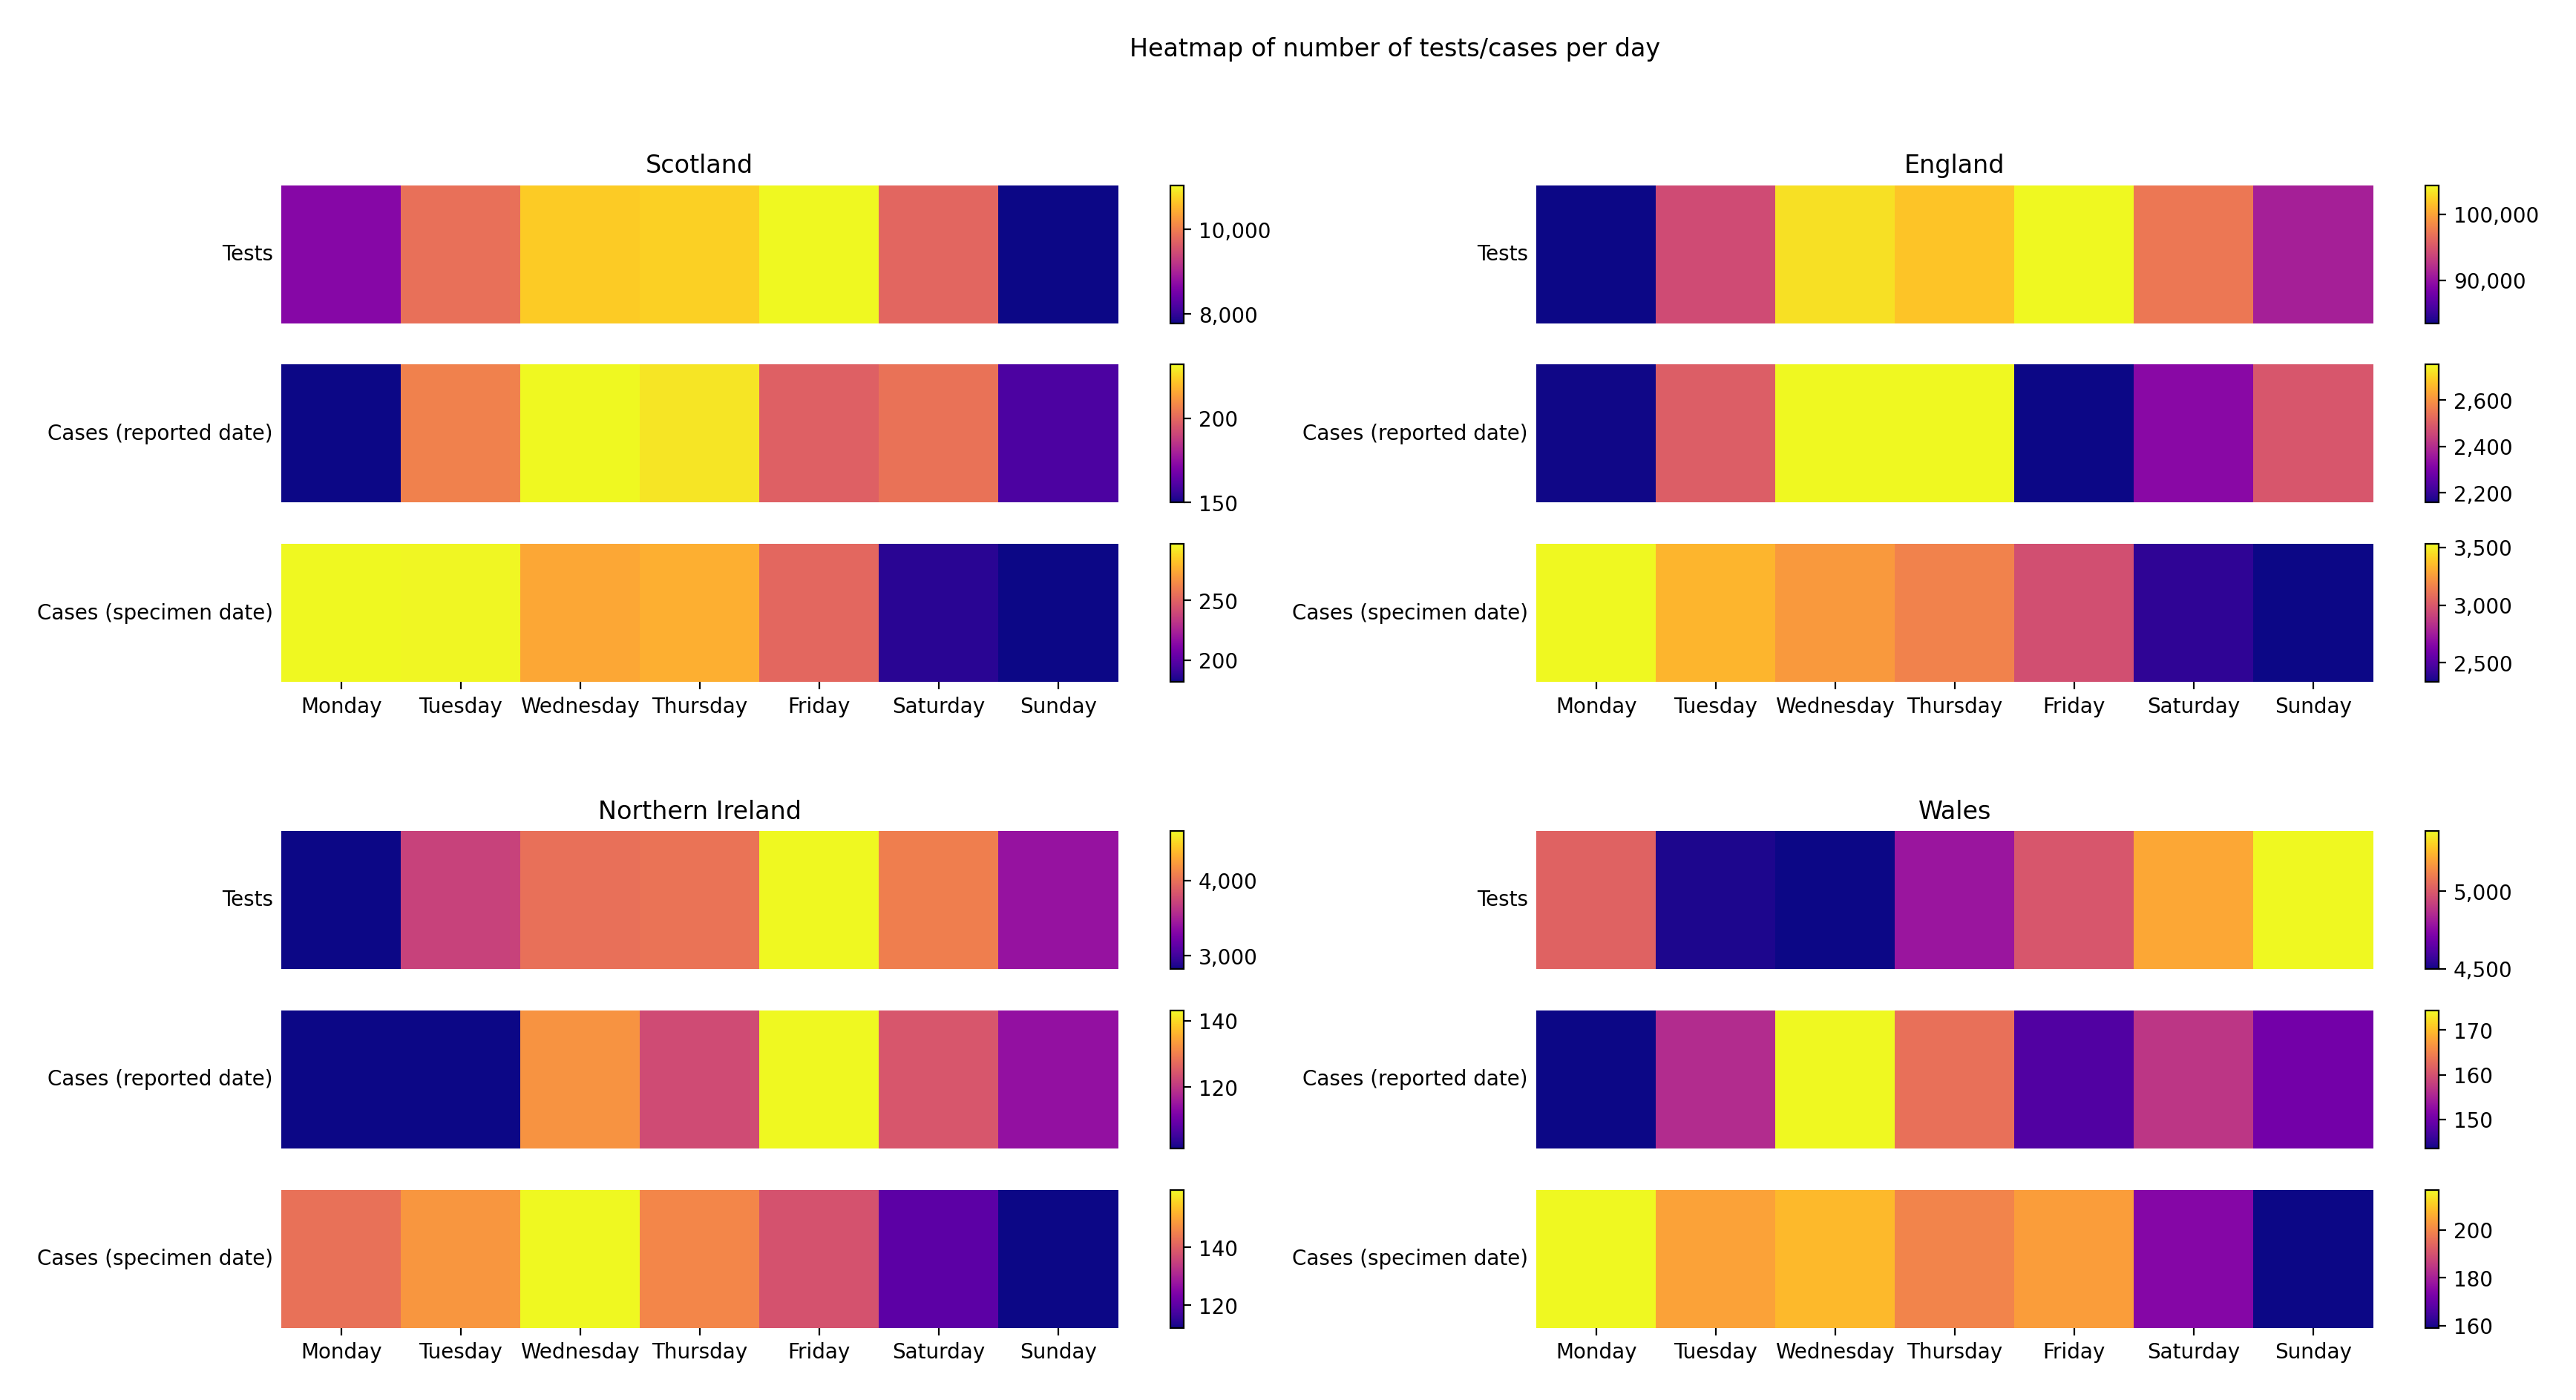 Heatmap of number of tests/cases per day
Scotland
Tests
10,000
8,000
Cases (reported date)
200
150
Cases (specimen date)
250
200
Monday Tuesday Wednesday Thursday Friday Saturday Sunday
England
Tests
100,000
90,000
Cases (reported date)
2,600
2,400
2,200
Cases (specimen date)
3,500
3,000
2,500
Monday Tuesday Wednesday Thursday Friday Saturday Sunday
Northern Ireland
Tests
4,000
3,000
Cases (reported date)
140
120
Cases (specimen date)
140
120
Monday Tuesday Wednesday Thursday Friday Saturday Sunday
Wales
Tests
5,000
4,500
Cases (reported date)
170
160
150
Cases (specimen date)
200
180
160
Monday Tuesday Wednesday Thursday Friday Saturday Sunday